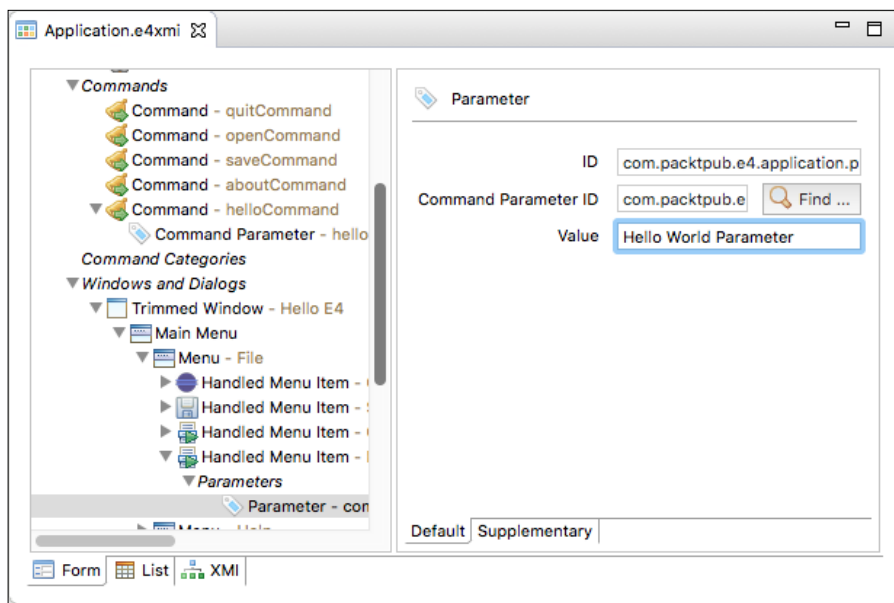 Application.e4xmi
Commands
Command - quitCommand
Command - openCommand
Command - saveCommand
Command - aboutCommand
Command - helloCommand
Command Parameter - hello
Command Categories
Windows and Dialogs
Trimmed Window - Hello E4
Main Menu
Menu - File
Handled Menu Item -
Handled Menu Item -
Handled Menu Item -
Handled Menu Item -
Parameters
Parameter - com
Parameter
ID com.packtpub.e4.application.p
Command Parameter ID com.packtpub.e Find ...
Value Hello World Parameter
Default Supplementary
Form List XMI